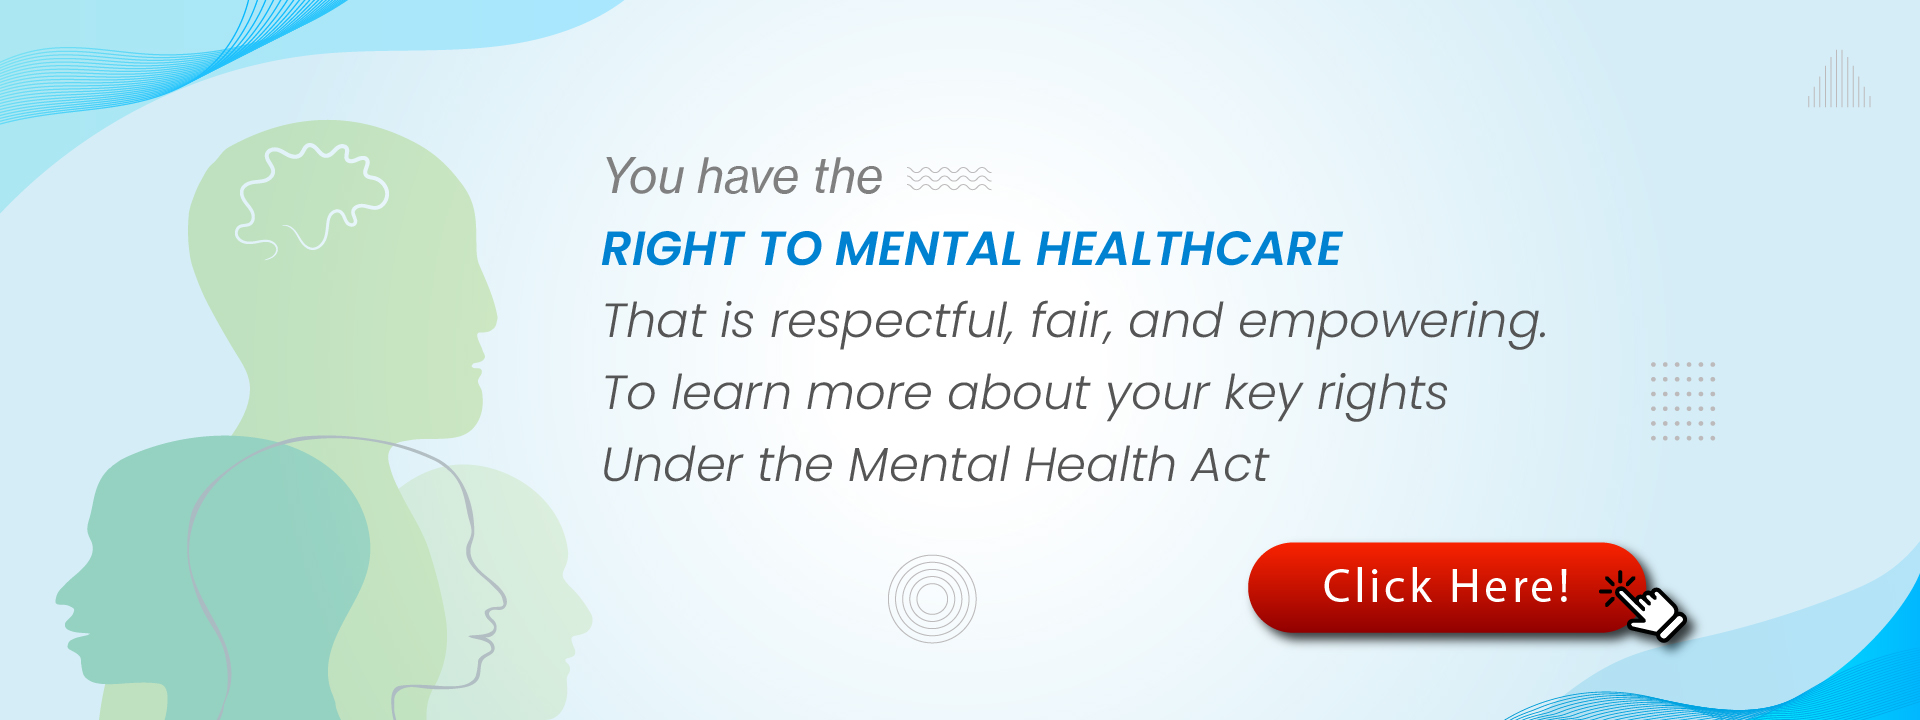 You have the
RIGHT TO MENTAL HEALTHCARE
That is respectful, fair, and empowering.
To learn more about your key rights
Under the Mental Health Act
Click Here!